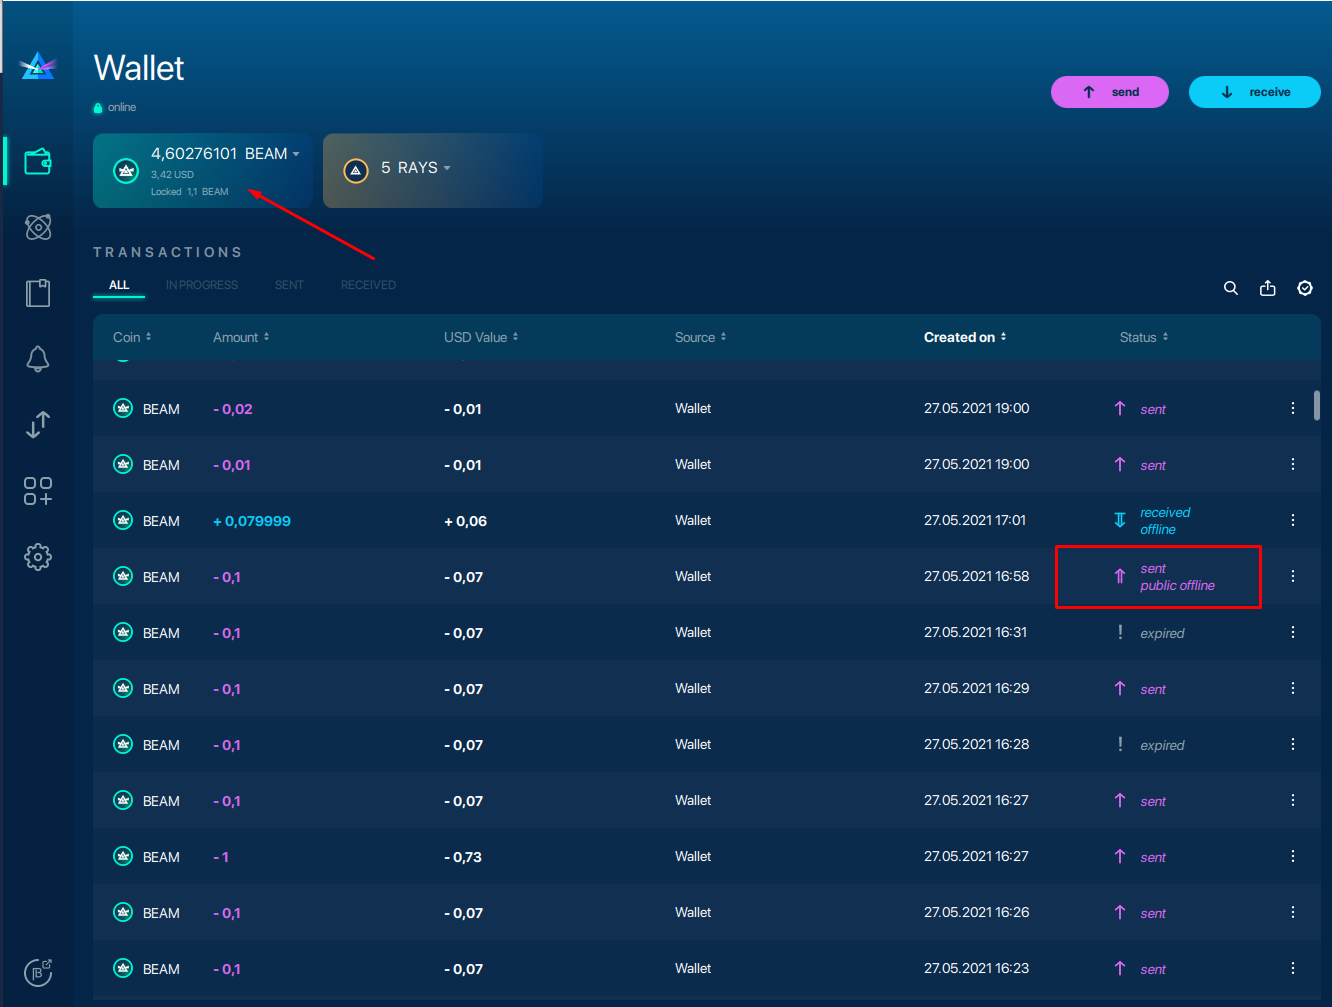 Wallet
online
send
receive
4,60276101 BEAM
3,42 USD
Locked 1,1 BEAM
5 RAYS
TRANSACTIONS
ALL IN PROGRESS SENT RECEIVED
Coin Amount USD Value Source Created on Status
BEAM - 0,02 - 0,01 Wallet 27.05.2021 19:00 sent
BEAM - 0,01 - 0,01 Wallet 27.05.2021 19:00 sent
BEAM + 0,079999 + 0,06 Wallet 27.05.2021 17:01 received
offline
BEAM - 0,1 - 0,07 Wallet 27.05.2021 16:58 sent
public offline
BEAM - 0,1 - 0,07 Wallet 27.05.2021 16:31 expired
BEAM - 0,1 - 0,07 Wallet 27.05.2021 16:29 sent
BEAM - 0,1 - 0,07 Wallet 27.05.2021 16:28 expired
BEAM - 0,1 - 0,07 Wallet 27.05.2021 16:27 sent
BEAM - 1 - 0,73 Wallet 27.05.2021 16:27 sent
BEAM - 0,1 - 0,07 Wallet 27.05.2021 16:26 sent
BEAM - 0,1 - 0,07 Wallet 27.05.2021 16:23 sent